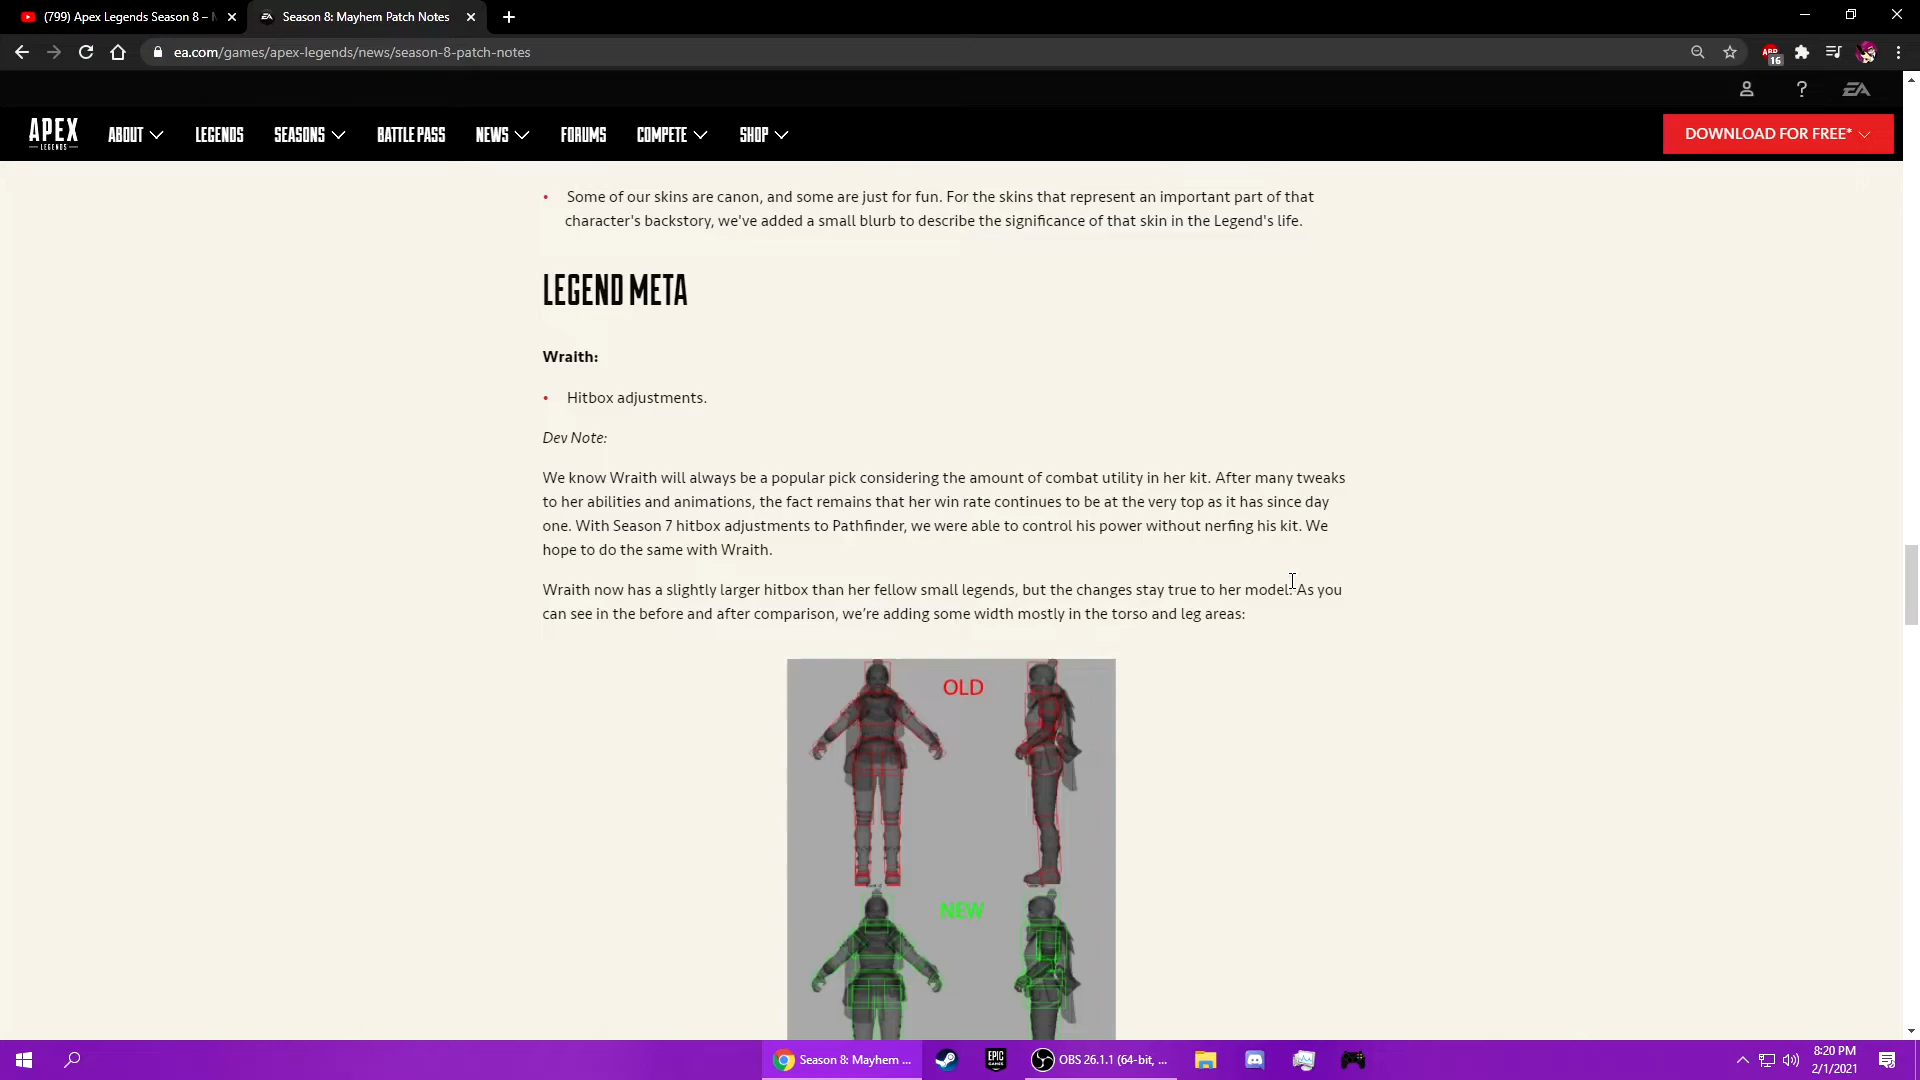 (799) Apex Legends Season 8 –
Season 8: Mayhem Patch Notes
ea.com/games/apex-legends/news/season-8-patch-notes
ABP
16
?
EA
APEX
LEGENDS
ABOUT
LEGENDS
SEASONS
BATTLE PASS
NEWS
FORUMS
COMPETE
SHOP
DOWNLOAD FOR FREE*
• Some of our skins are canon, and some are just for fun. For the skins that represent an important part of that
character's backstory, we've added a small blurb to describe the significance of that skin in the Legend's life.
LEGEND META
Wraith:
• Hitbox adjustments.
Dev Note:
We know Wraith will always be a popular pick considering the amount of combat utility in her kit. After many tweaks
to her abilities and animations, the fact remains that her win rate continues to be at the very top as it has since day
one. With Season 7 hitbox adjustments to Pathfinder, we were able to control his power without nerfing his kit. We
hope to do the same with Wraith.
Wraith now has a slightly larger hitbox than her fellow small legends, but the changes stay true to her model. As you
can see in the before and after comparison, we're adding some width mostly in the torso and leg areas:
OLD
NEW
Season 8: Mayhem ...
EPIC
GAMES
OBS 26.1.1 (64-bit, ...
8:20 PM
2/1/2021